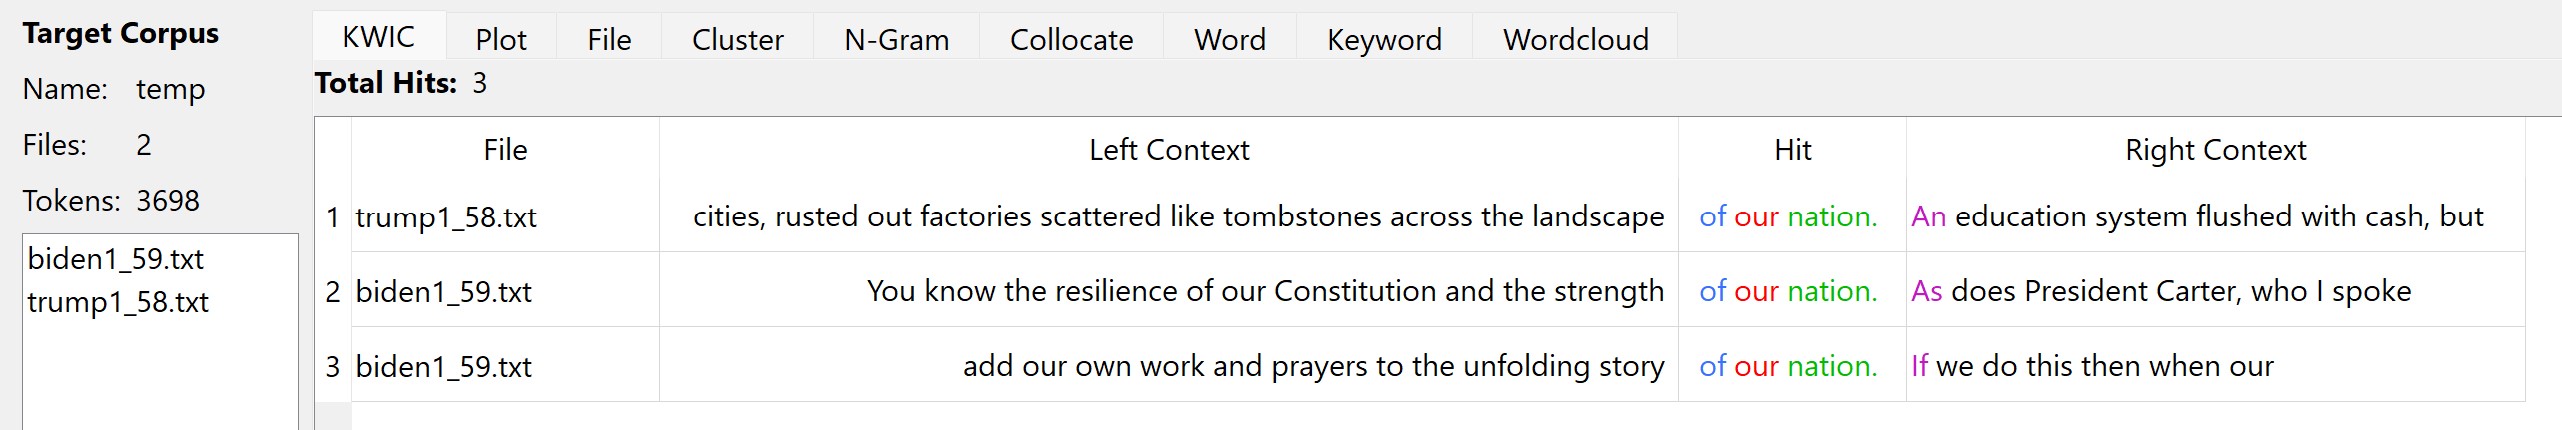 Target Corpus
Name: temp
Files: 2
Tokens: 3698
biden1_59.txt
trump1_58.txt
KWIC Plot File Cluster N-Gram Collocate Word Keyword Wordcloud
Total Hits: 3
File Left Context Hit Right Context
1 trump1_58.txt cities, rusted out factories scattered like tombstones across the landscape of our nation. An education system flushed with cash, but
2 biden1_59.txt You know the resilience of our Constitution and the strength of our nation. As does President Carter, who I spoke
3 biden1_59.txt add our own work and prayers to the unfolding story of our nation. If we do this then when our